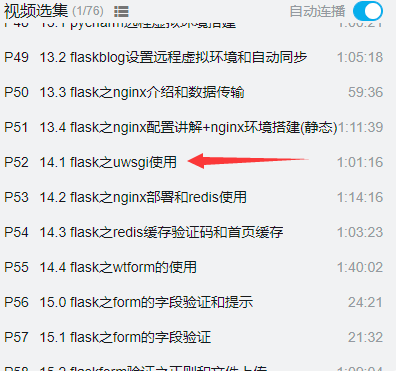 视频选集 (1/76) 自动连播
P48 13.1 pycharm远程虚拟环境搭建
P49 13.2 flaskblog设置远程虚拟环境和自动同步 1:05:18
P50 13.3 flask之nginx介绍和数据传输 59:36
P51 13.4 flask之nginx配置讲解+nginx环境搭建(静态) 1:11:39
P52 14.1 flask之uwsgi使用 1:01:16
P53 14.2 flask之nginx部署和redis使用 1:14:16
P54 14.3 flask之redis缓存验证码和首页缓存 1:03:23
P55 14.4 flask之wtform的使用 1:40:02
P56 15.0 flask之form的字段验证和提示 24:21
P57 15.1 flask之form的字段验证 21:32
P58 15.2 flaskform验证之正则和文件上传